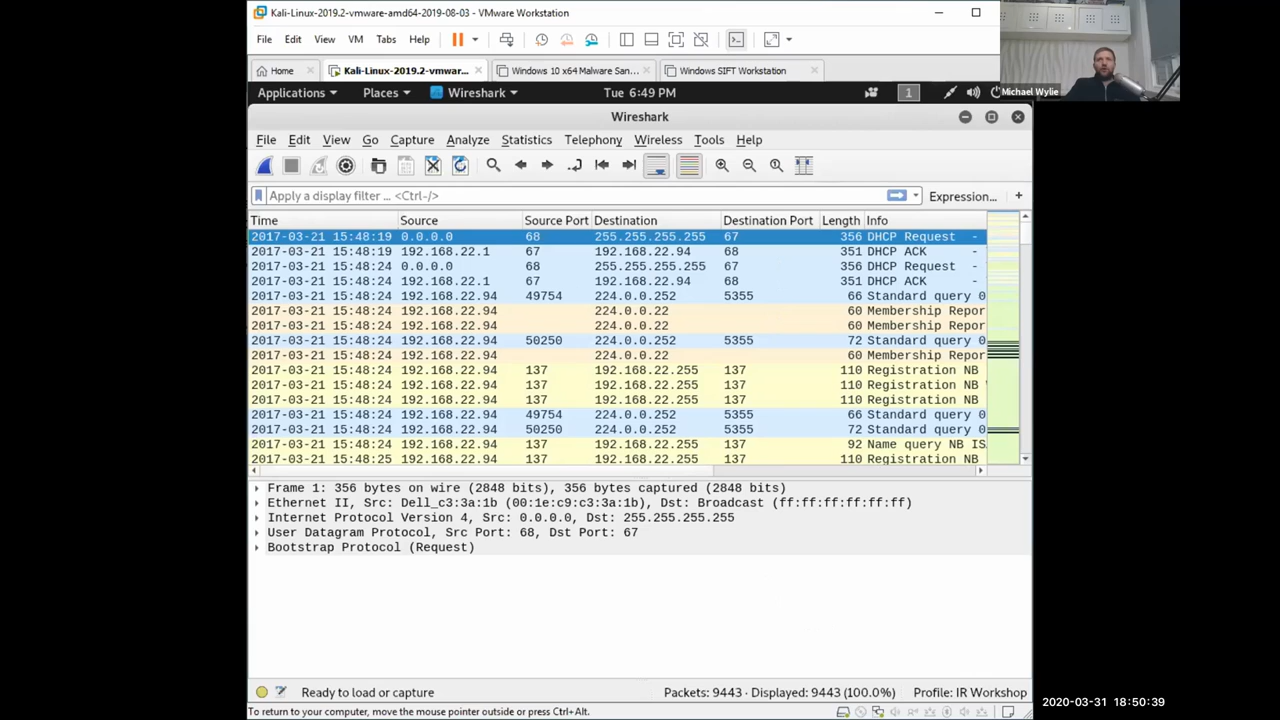 Kali-Linux-2019.2-vmware-amd64-2019-08-03 - VMware Workstation
File Edit View VM Tabs Help
Home Kali-Linux-2019.2-vmwar... Windows 10 x64 Malware San... Windows SIFT Workstation
Michael Wylie
Applications Places Wireshark Tue 6:49 PM 1
Wireshark
File Edit View Go Capture Analyze Statistics Telephony Wireless Tools Help
Apply a display filter ... <Ctrl-/> Expression... +
Time Source Source Port Destination Destination Port Length Info
2017-03-21 15:48:19 0.0.0.0 68 255.255.255.255 67 356 DHCP Request -
2017-03-21 15:48:19 192.168.22.1 67 192.168.22.94 68 351 DHCP ACK -
2017-03-21 15:48:24 0.0.0.0 68 255.255.255.255 67 356 DHCP Request -
2017-03-21 15:48:24 192.168.22.1 67 192.168.22.94 68 351 DHCP ACK -
2017-03-21 15:48:24 192.168.22.94 49754 224.0.0.252 5355 66 Standard query 0
2017-03-21 15:48:24 192.168.22.94 224.0.0.22 60 Membership Repor
2017-03-21 15:48:24 192.168.22.94 224.0.0.22 60 Membership Repor
2017-03-21 15:48:24 192.168.22.94 50250 224.0.0.252 5355 72 Standard query 0
2017-03-21 15:48:24 192.168.22.94 224.0.0.22 60 Membership Repor
2017-03-21 15:48:24 192.168.22.94 137 192.168.22.255 137 110 Registration NB
2017-03-21 15:48:24 192.168.22.94 137 192.168.22.255 137 110 Registration NB
2017-03-21 15:48:24 192.168.22.94 137 192.168.22.255 137 110 Registration NB
2017-03-21 15:48:24 192.168.22.94 49754 224.0.0.252 5355 66 Standard query 0
2017-03-21 15:48:24 192.168.22.94 50250 224.0.0.252 5355 72 Standard query 0
2017-03-21 15:48:24 192.168.22.94 137 192.168.22.255 137 92 Name query NB IS
2017-03-21 15:48:25 192.168.22.94 137 192.168.22.255 137 110 Registration NB
Frame 1: 356 bytes on wire (2848 bits), 356 bytes captured (2848 bits)
Ethernet II, Src: Dell_c3:3a:1b (00:1e:c9:c3:3a:1b), Dst: Broadcast (ff:ff:ff:ff:ff:ff)
Internet Protocol Version 4, Src: 0.0.0.0, Dst: 255.255.255.255
User Datagram Protocol, Src Port: 68, Dst Port: 67
Bootstrap Protocol (Request)
Ready to load or capture Packets: 9443 · Displayed: 9443 (100.0%) Profile: IR Workshop
To return to your computer, move the mouse pointer outside or press Ctrl+Alt.
2020-03-31 18:50:39